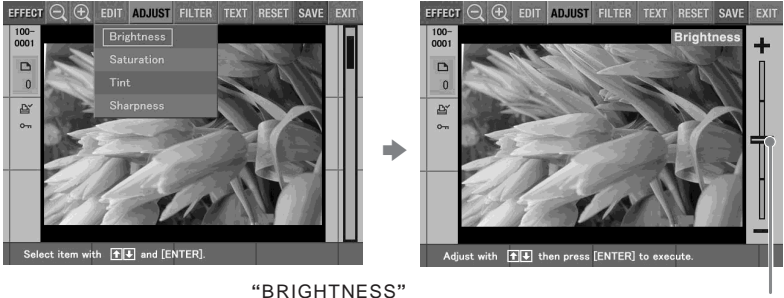 EFFECT EDIT ADJUST FILTER TEXT RESET SAVE EXIT
100-
0001
0
Brightness
Saturation
Tint
Sharpness
Select item with ↑↓ and [ENTER].
EFFECT EDIT ADJUST FILTER TEXT RESET SAVE EXIT
100-
0001
0
Brightness
+
−
Adjust with ↑↓ then press [ENTER] to execute.
“BRIGHTNESS”